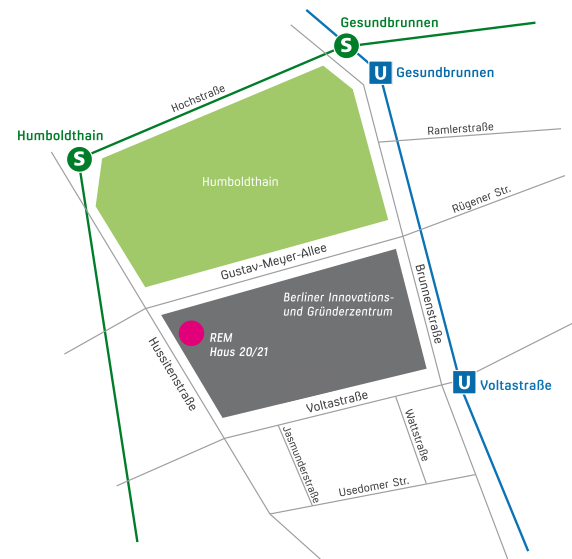 Gesundbrunnen
S
U Gesundbrunnen
Hochstraße
Humboldthain
S
Ramlerstraße
Humboldthain
Rügener Str.
Gustav-Meyer-Allee
Brunnenstraße
Berliner Innovations-
und Gründerzentrum
REM
Haus 20/21
Hussitenstraße
U Voltastraße
Voltastraße
Wattstraße
Jasmunderstraße
Usedomer Str.